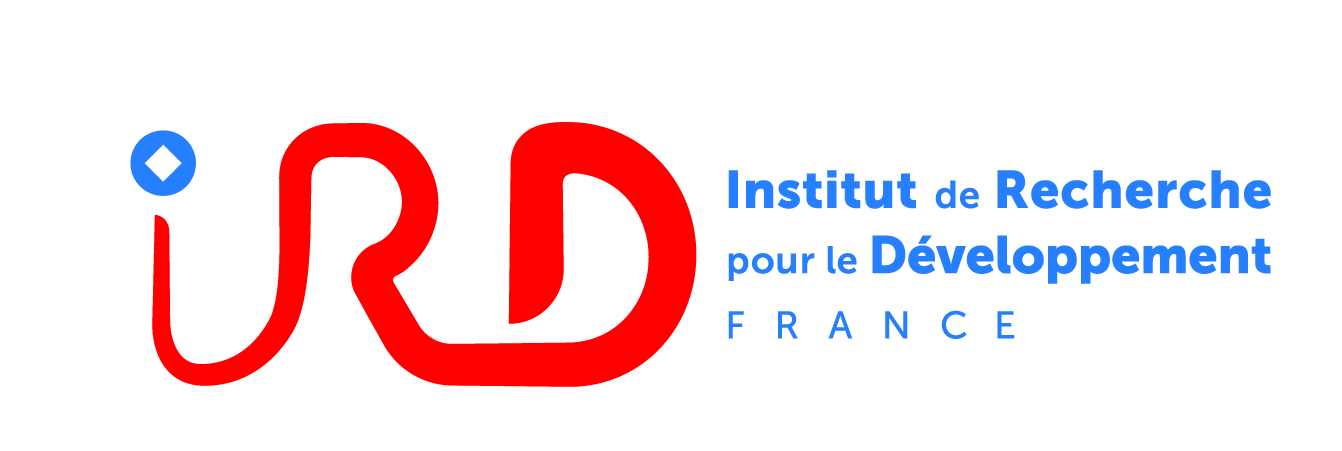 iRD
Institut de Recherche
pour le Développement
FRANCE